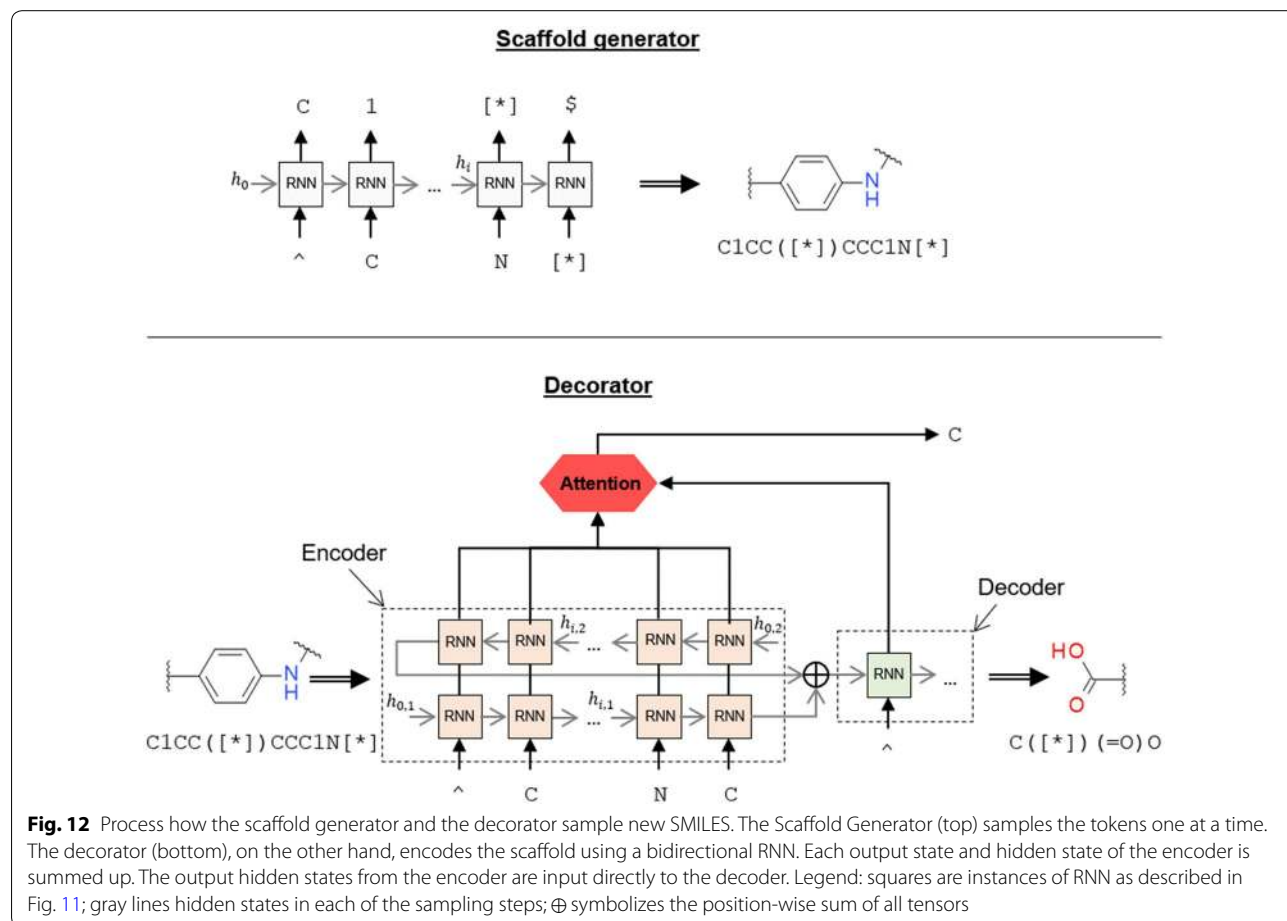 Scaffold generator
C 1 [*] $
h0 RNN RNN ... hi RNN RNN
N
H
^ C N [*]
C1CC([*])CCC1N[*]
Decorator
C
Attention
Encoder
Decoder
RNN RNN hi,2 ... RNN RNN h0,2
N
H
RNN ...
HO
O
h0,1 RNN RNN hi,1 ... RNN RNN
C1CC([*])CCC1N[*]
^
C([*])(=O)O
^ C N C
Fig. 12 Process how the scaffold generator and the decorator sample new SMILES. The Scaffold Generator (top) samples the tokens one at a time.
The decorator (bottom), on the other hand, encodes the scaffold using a bidirectional RNN. Each output state and hidden state of the encoder is
summed up. The output hidden states from the encoder are input directly to the decoder. Legend: squares are instances of RNN as described in
Fig. 11; gray lines hidden states in each of the sampling steps; ⊕ symbolizes the position-wise sum of all tensors